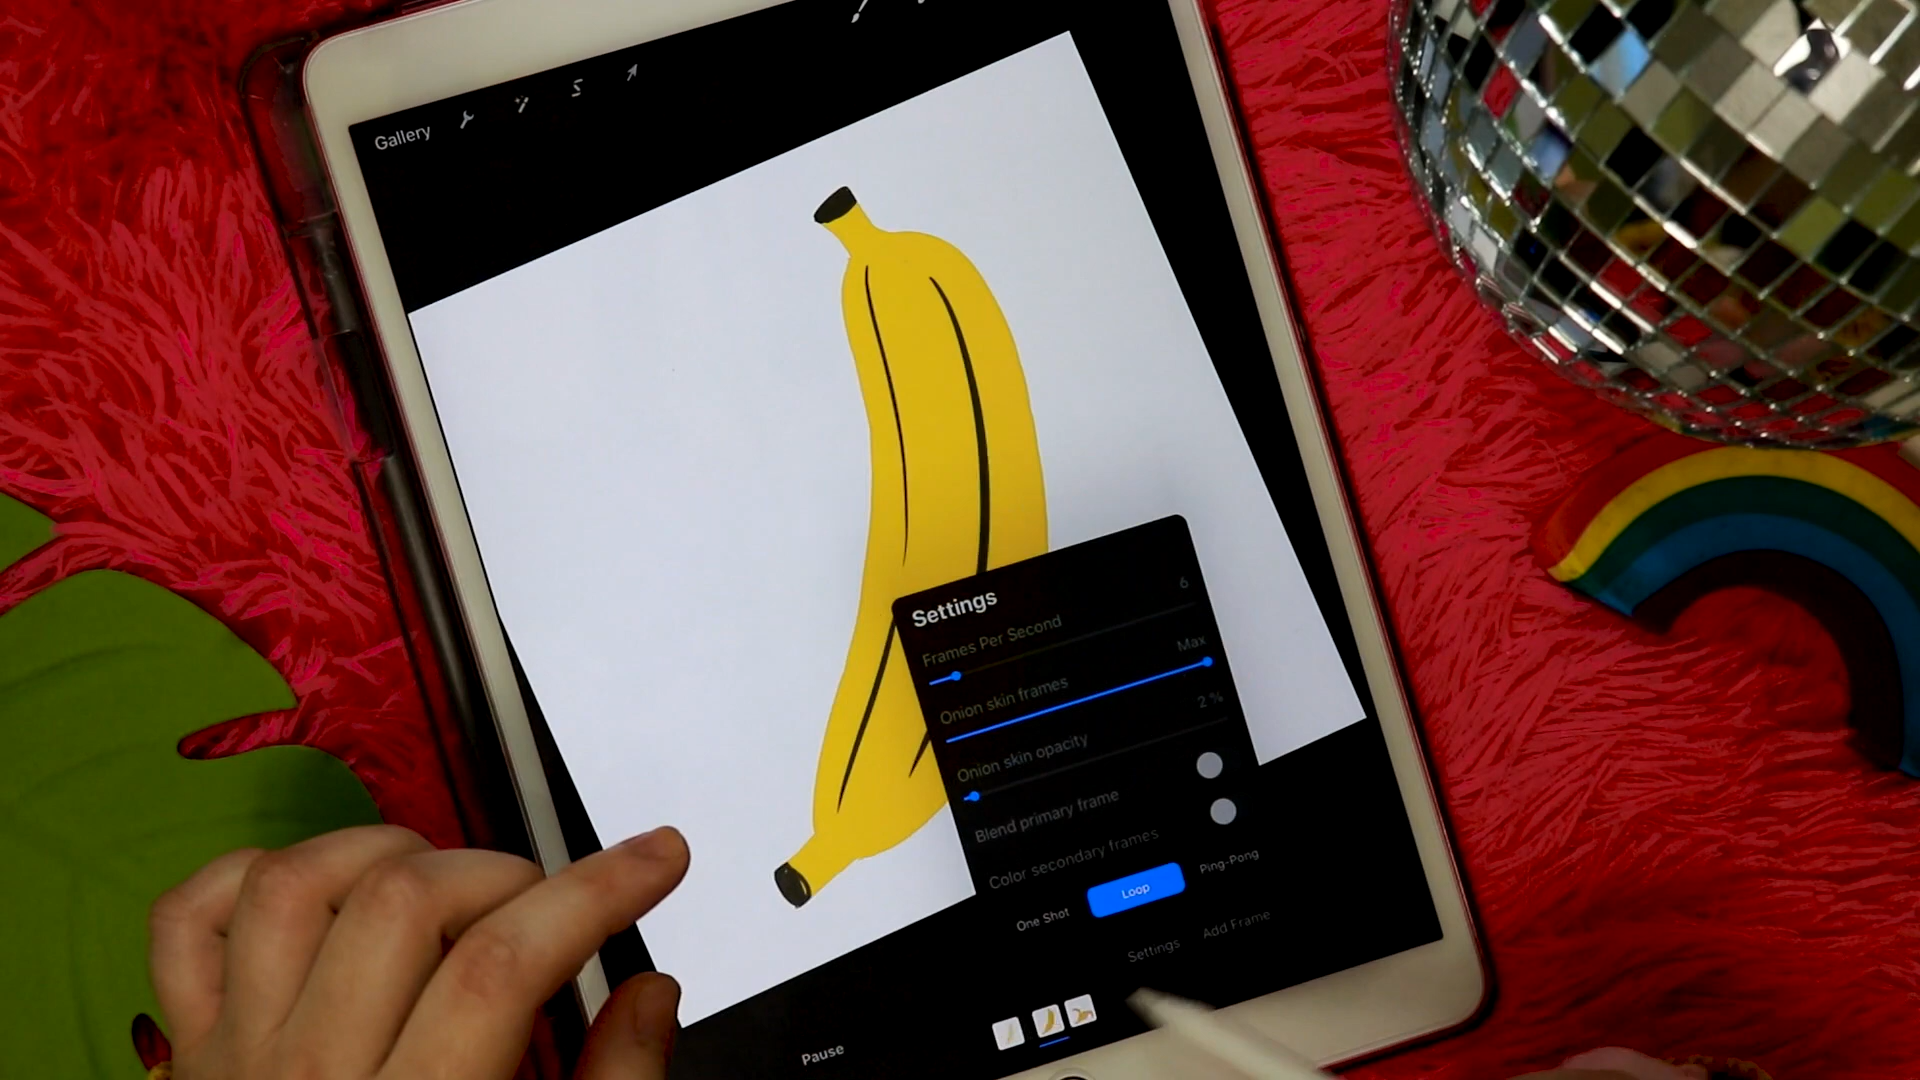 Gallery
Settings
Frames Per Second 6
Onion skin frames Max
Onion skin opacity 2 %
Blend primary frame
Color secondary frames
One Shot Loop Ping-Pong
Settings Add Frame
Pause